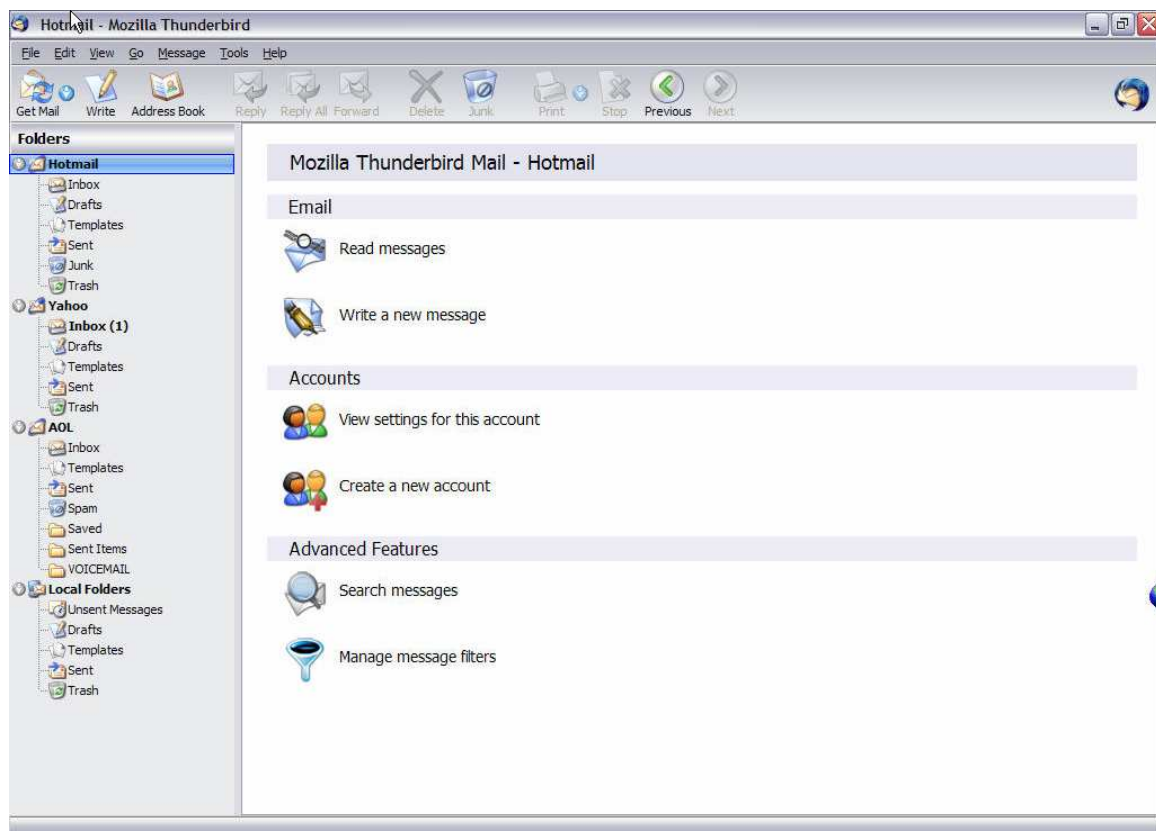 Hotmail - Mozilla Thunderbird
File Edit View Go Message Tools Help
Get Mail Write Address Book Reply Reply All Forward Delete Junk Print Stop Previous Next
Folders
Hotmail
Inbox
Drafts
Templates
Sent
Junk
Trash
Yahoo
Inbox (1)
Drafts
Templates
Sent
Trash
AOL
Inbox
Templates
Sent
Spam
Saved
Sent Items
VOICEMAIL
Local Folders
Unsent Messages
Drafts
Templates
Sent
Trash
Mozilla Thunderbird Mail - Hotmail
Email
Read messages
Write a new message
Accounts
View settings for this account
Create a new account
Advanced Features
Search messages
Manage message filters